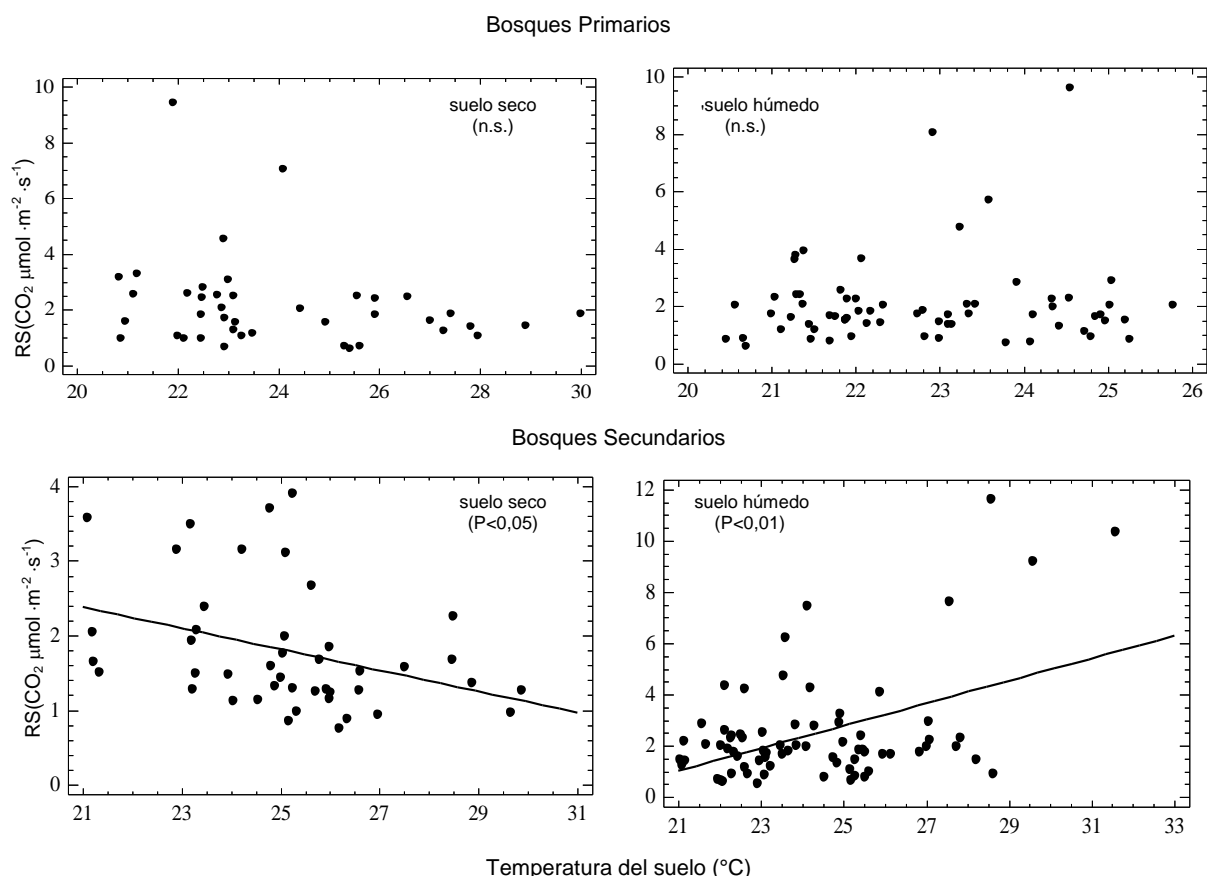 Bosques Primarios
RS(CO₂ μmol ·m⁻² ·s⁻¹)
10
8
6
4
2
0
suelo seco
(n.s.)
20 22 24 26 28 30
10
8
6
4
2
0
suelo húmedo
(n.s.)
20 21 22 23 24 25 26
Bosques Secundarios
RS(CO₂ μmol ·m⁻² ·s⁻¹)
4
3
2
1
0
suelo seco
(P<0,05)
21 23 25 27 29 31
12
10
8
6
4
2
0
suelo húmedo
(P<0,01)
21 23 25 27 29 31 33
Temperatura del suelo (°C)